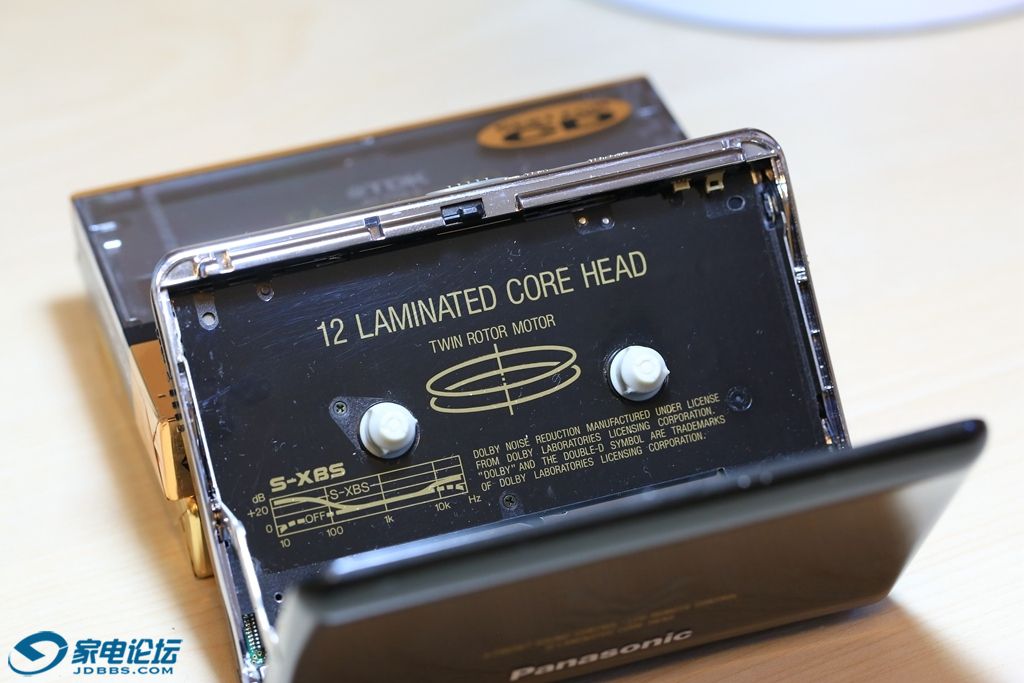 TDK
12 LAMINATED CORE HEAD
TWIN ROTOR MOTOR
DOLBY NOISE REDUCTION MANUFACTURED UNDER LICENSE
FROM DOLBY LABORATORIES LICENSING CORPORATION.
"DOLBY" AND THE DOUBLE-D SYMBOL ARE TRADEMARKS
OF DOLBY LABORATORIES LICENSING CORPORATION.
S-XBS
dB
+20
S-XBS
0
OFF
10
100
1k
10k
Hz
Panasonic
家电论坛
JDBBS.COM